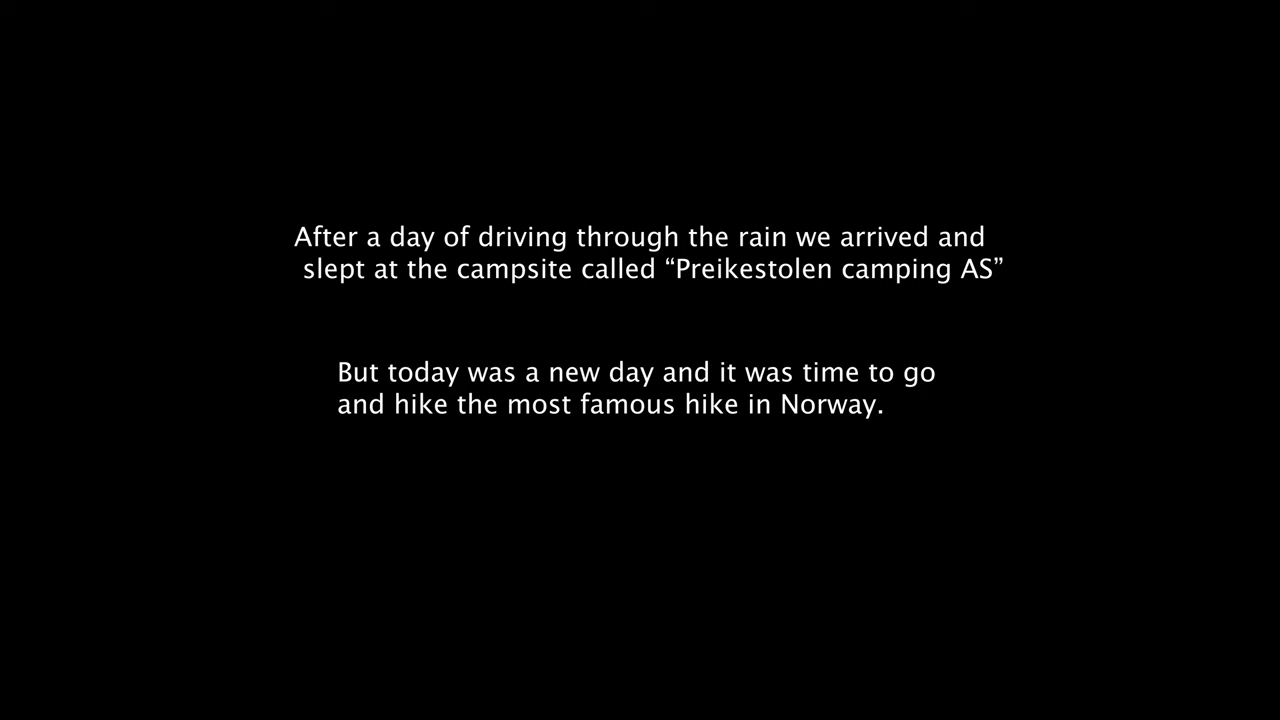 After a day of driving through the rain we arrived and
slept at the campsite called “Preikestolen camping AS”
But today was a new day and it was time to go
and hike the most famous hike in Norway.